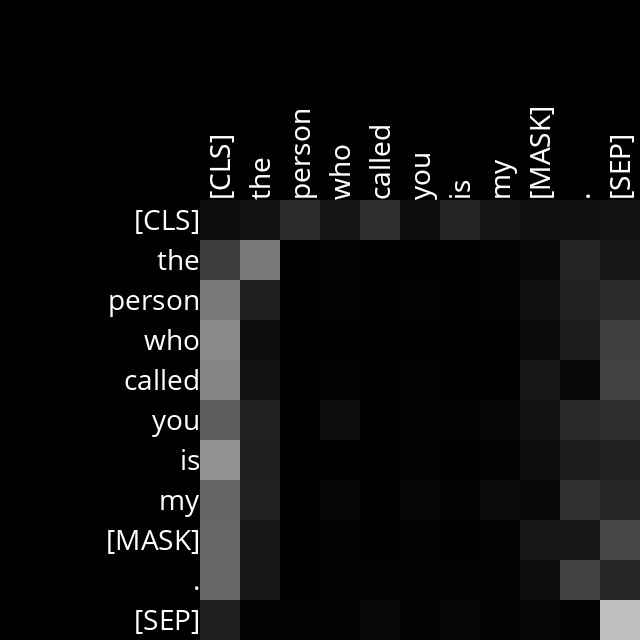 [CLS] the person who called you is my [MASK] . [SEP]
[CLS]
the
person
who
called
you
is
my
[MASK]
.
[SEP]